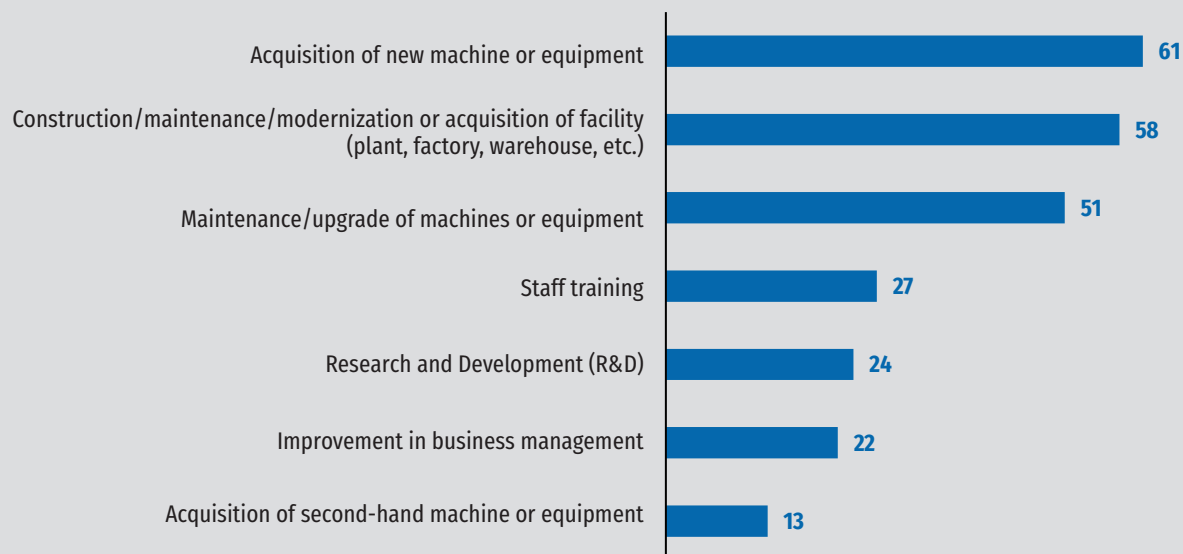 Acquisition of new machine or equipment 61
Construction/maintenance/modernization or acquisition of facility
(plant, factory, warehouse, etc.) 58
Maintenance/upgrade of machines or equipment 51
Staff training 27
Research and Development (R&D) 24
Improvement in business management 22
Acquisition of second-hand machine or equipment 13